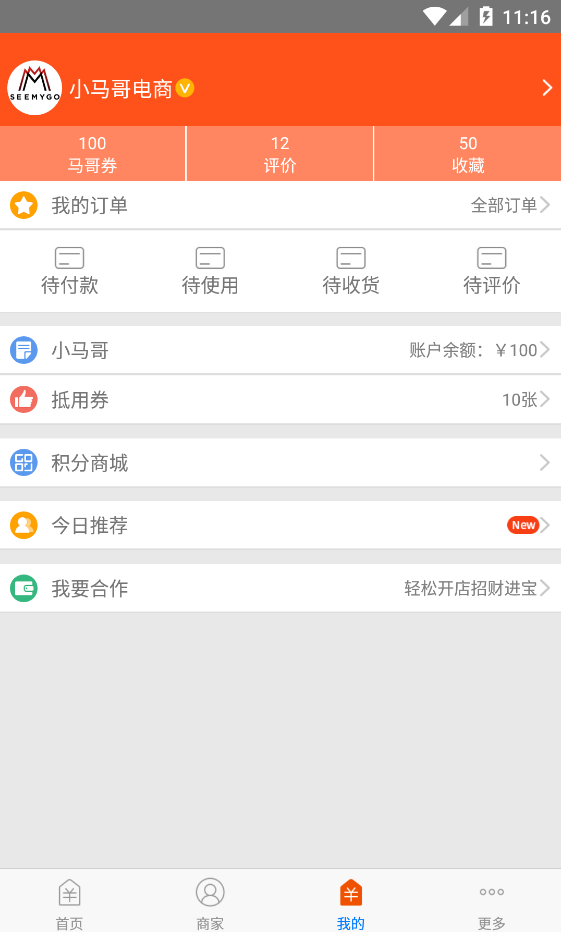 11:16
SEEMYGO
小马哥电商
V
100
马哥券
12
评价
50
收藏
我的订单
全部订单
待付款
待使用
待收货
待评价
小马哥
账户余额：￥100
抵用券
10张
积分商城
今日推荐
New
我要合作
轻松开店招财进宝
首页
商家
我的
更多